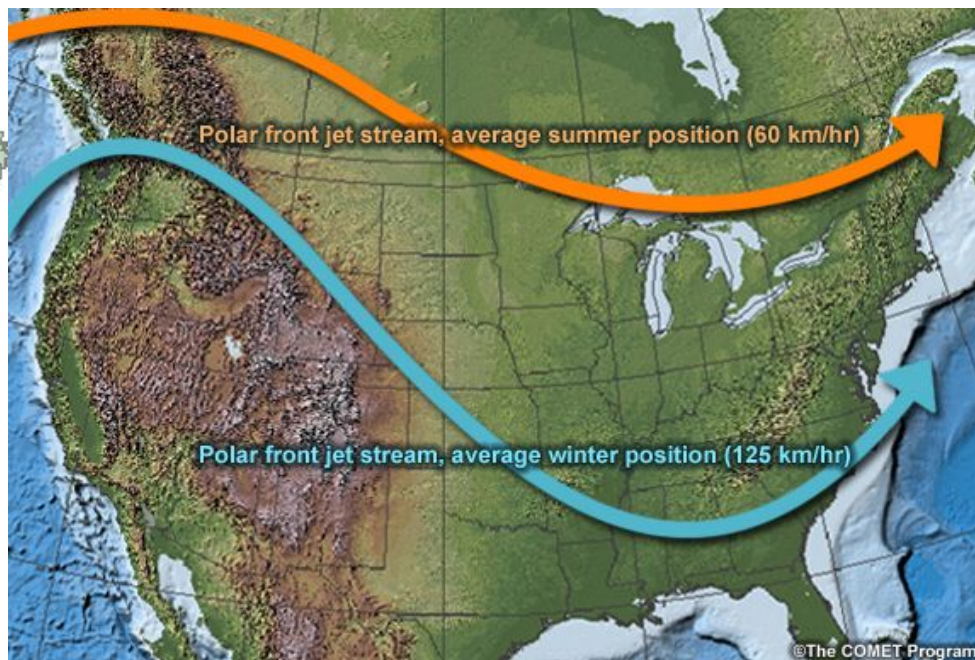 Polar front jet stream, average summer position (60 km/hr)
Polar front jet stream, average winter position (125 km/hr)
©The COMET Program